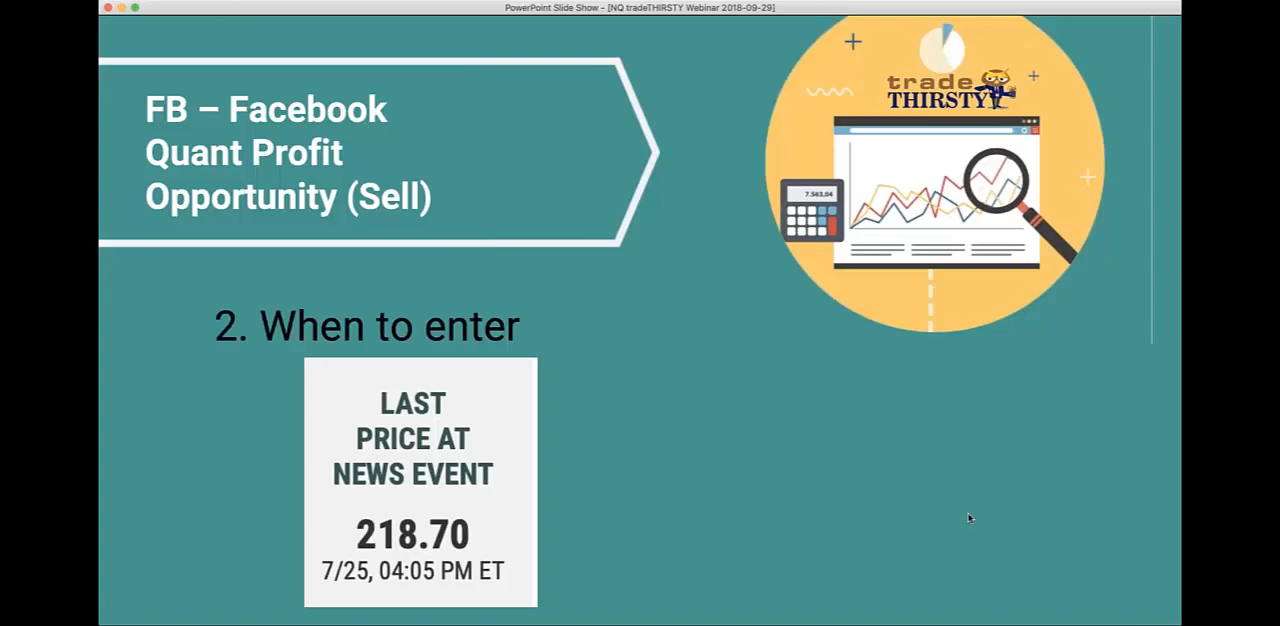 PowerPoint Slide Show - [NQ tradeTHIRSTY Webinar 2018-09-29]
FB – Facebook
Quant Profit
Opportunity (Sell)
trade
THIRSTY
7.563,04
2. When to enter
LAST
PRICE AT
NEWS EVENT
218.70
7/25, 04:05 PM ET